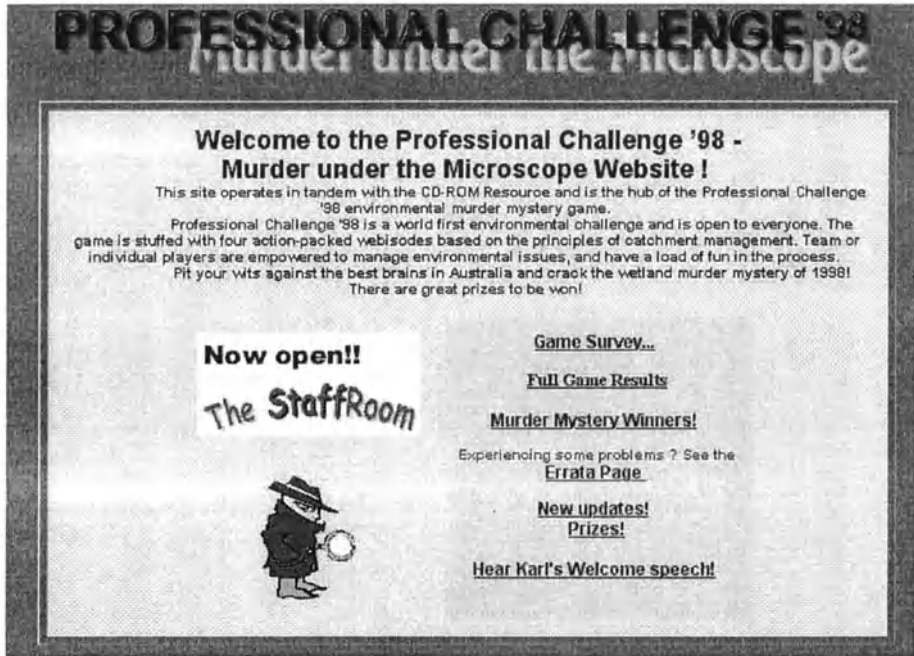 PROFESSIONAL CHALLENGE '98
Murder under the Microscope
Welcome to the Professional Challenge '98 -
Murder under the Microscope Website !
This site operates in tandem with the CD-ROM Resource and is the hub of the Professional Challenge
'98 environmental murder mystery game.
Professional Challenge '98 is a world first environmental challenge and is open to everyone. The
game is stuffed with four action-packed webisodes based on the principles of catchment management. Team or
individual players are empowered to manage environmental issues, and have a load of fun in the process.
Pit your wits against the best brains in Australia and crack the wetland murder mystery of 1998!
There are great prizes to be won!
Now open!!
The StaffRoom
Game Survey...
Full Game Results
Murder Mystery Winners!
Experiencing some problems ? See the
Errata Page
New updates!
Prizes!
Hear Karl's Welcome speech!